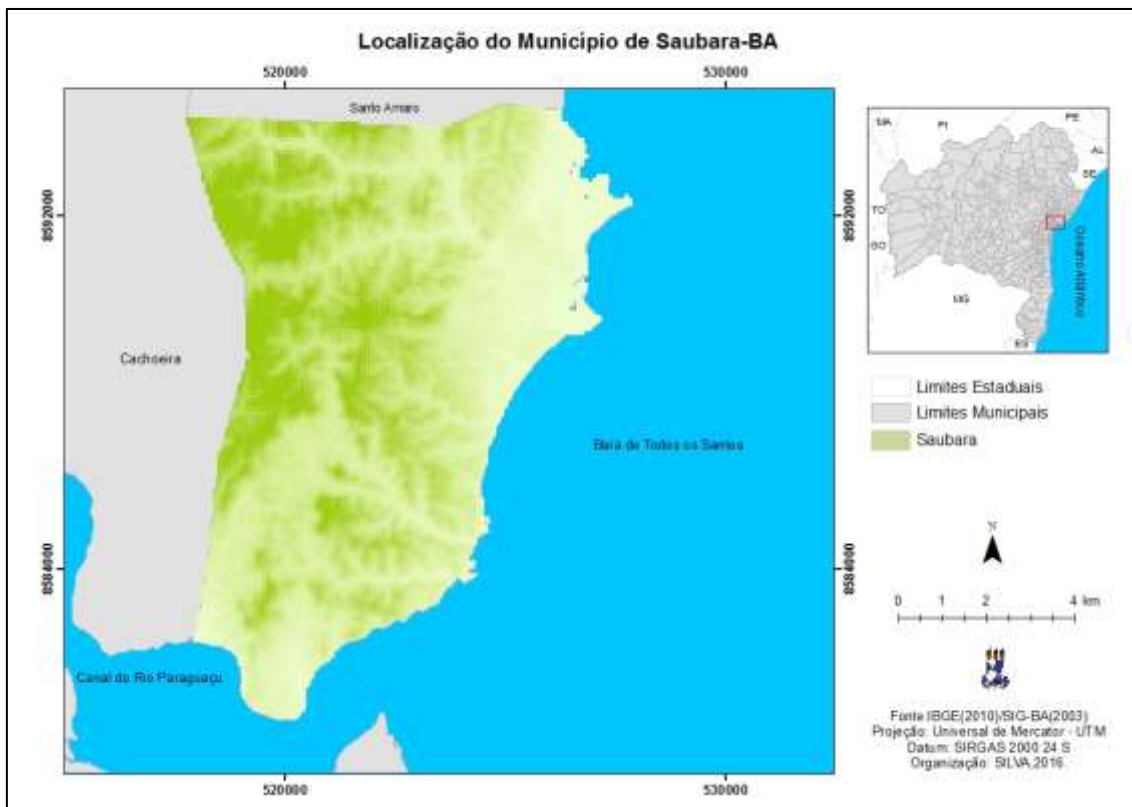 Localização do Município de Saubara-BA
520000
530000
Santo Amaro
8592000
8592000
Cachoeira
Baía de Todos os Santos
8584000
8584000
Canal do Rio Paraguaçu
520000
530000
MA
PI
PE
AL
SE
TO
GO
MG
ES
Oceano Atlântico
Limites Estaduais
Limites Municipais
Saubara
N
0 1 2 4 km
Fonte IBGE(2010)/SIG-BA(2003)
Projeção: Universal de Mercator - UTM
Datum: SIRGAS 2000 24 S
Organização: SILVA,2016.